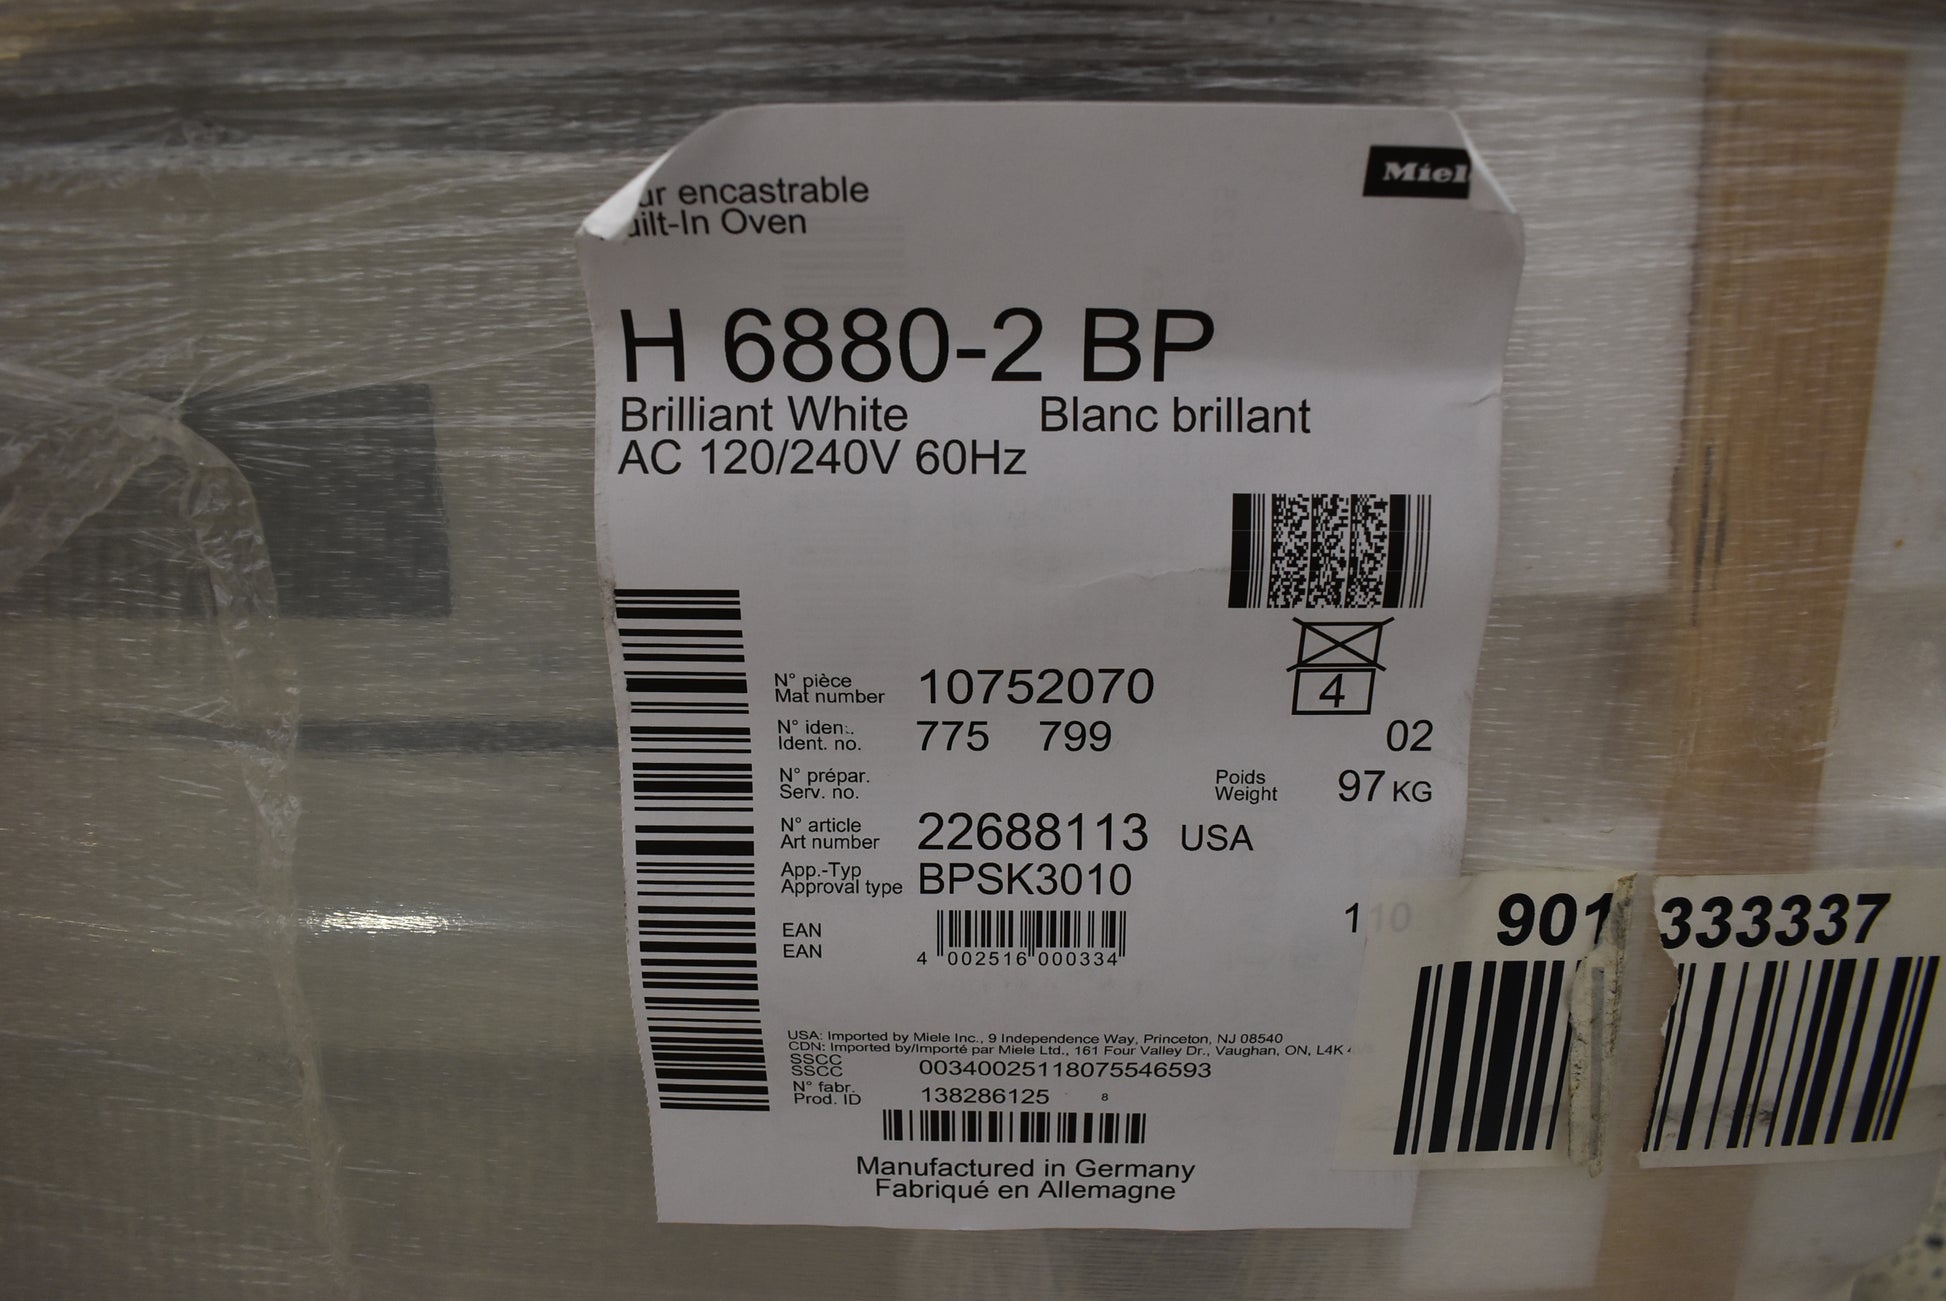 Miel
ur encastrable
uilt-In Oven
H 6880-2 BP
Brilliant White Blanc brillant
AC 120/240V 60Hz
4
N° pièce
Mat number 10752070
N° iden:.
Ident. no. 775 799 02
N° prépar.
Serv. no.
Poids
Weight 97 KG
N° article
Art number 22688113 USA
App.-Typ
Approval type BPSK3010
110
EAN
EAN
4 002516 000334
901 333337
USA: Imported by Miele Inc., 9 Independence Way, Princeton, NJ 08540
CDN: Imported by/Importé par Miele Ltd., 161 Four Valley Dr., Vaughan, ON, L4K
SSCC
SSCC 00340025118075546593
N° fabr.
Prod. ID 138286125 8
Manufactured in Germany
Fabriqué en Allemagne